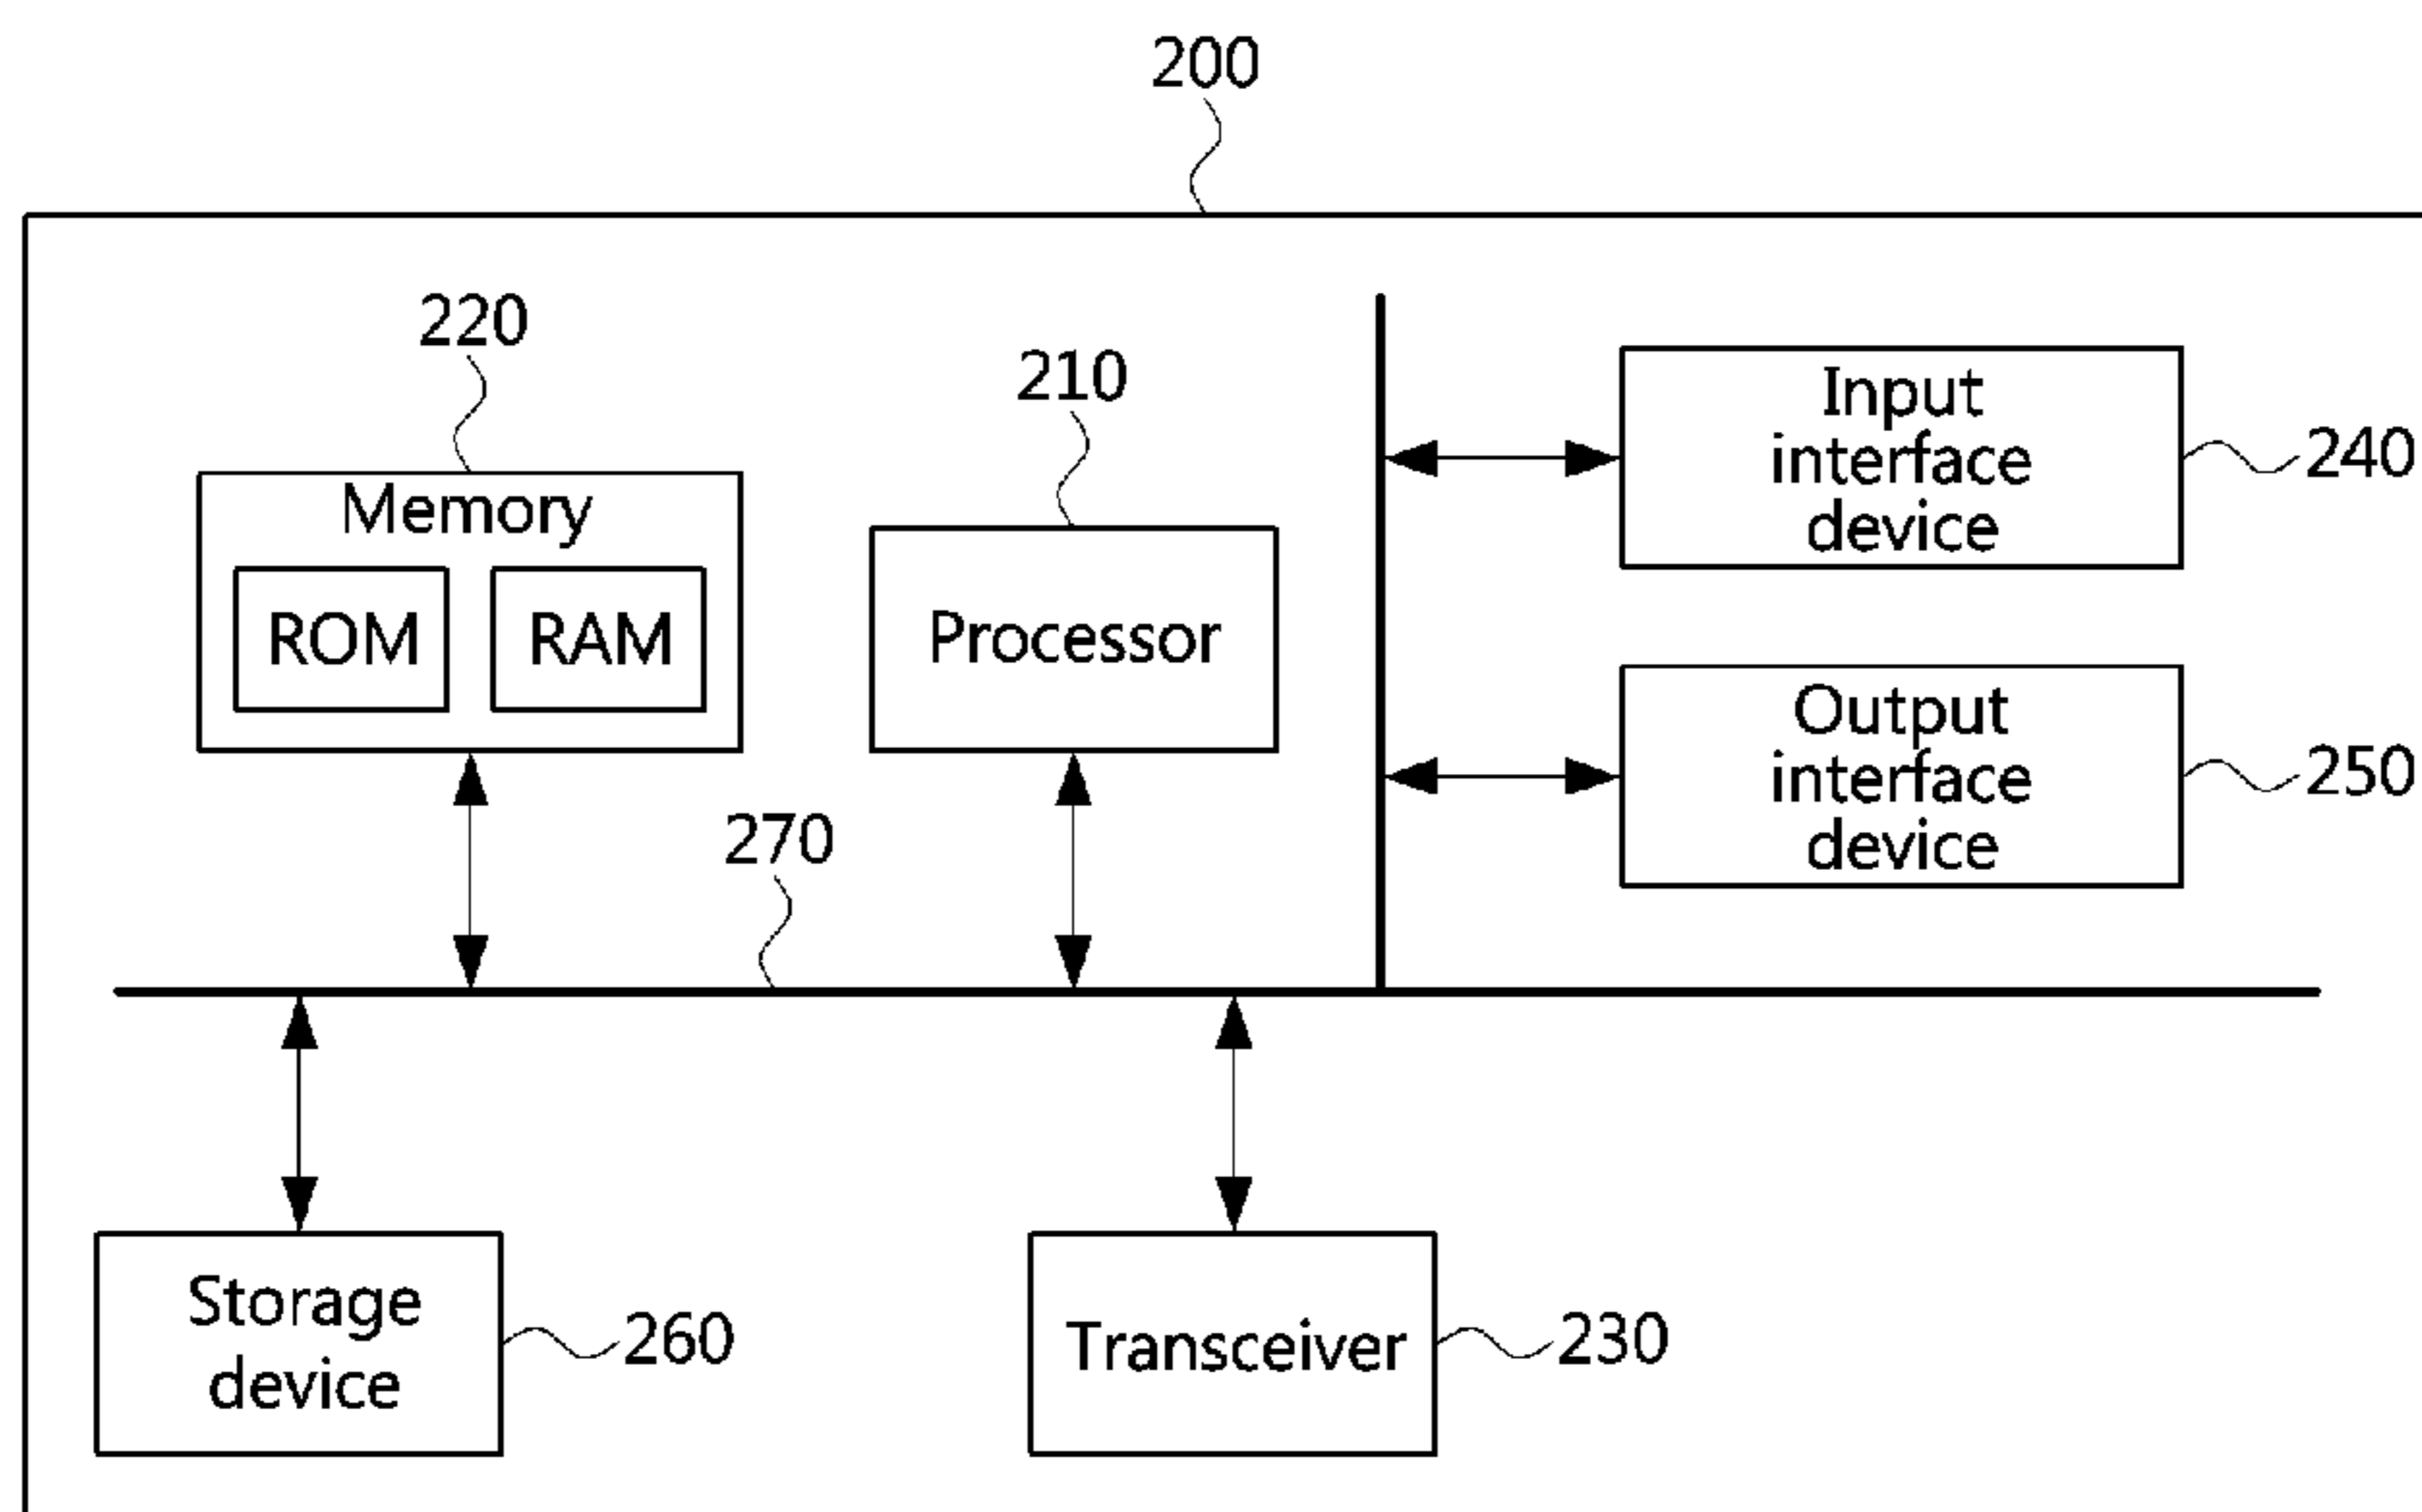 200
220
210
Memory
ROM
RAM
Processor
Input
interface
device
240
Output
interface
device
250
270
Storage
device
260
Transceiver
230